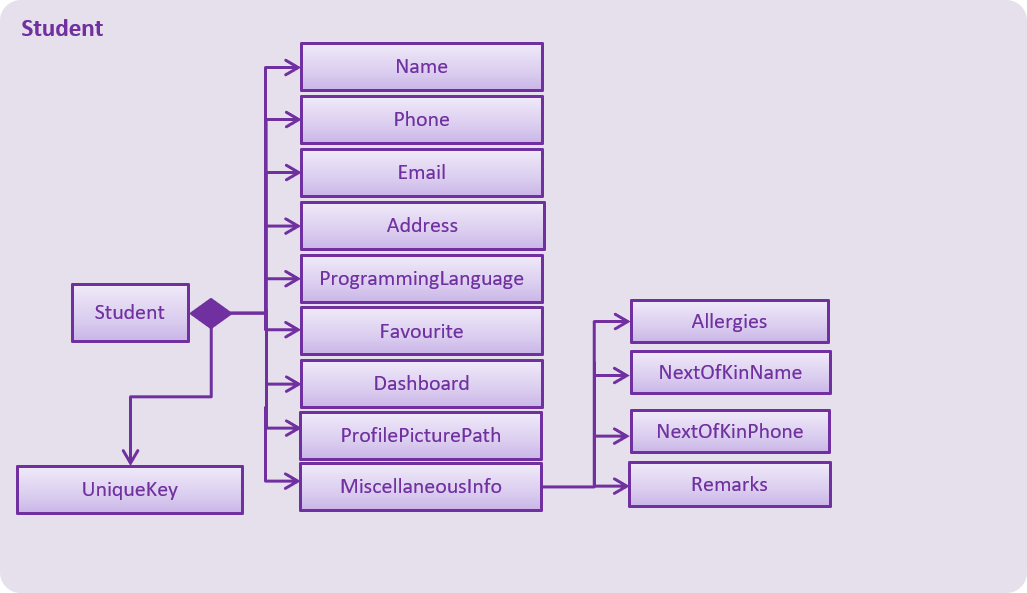 Student
Name
Phone
Email
Address
ProgrammingLanguage
Student
Favourite
Allergies
Dashboard
NextOfKinName
ProfilePicturePath
NextOfKinPhone
UniqueKey
MiscellaneousInfo
Remarks